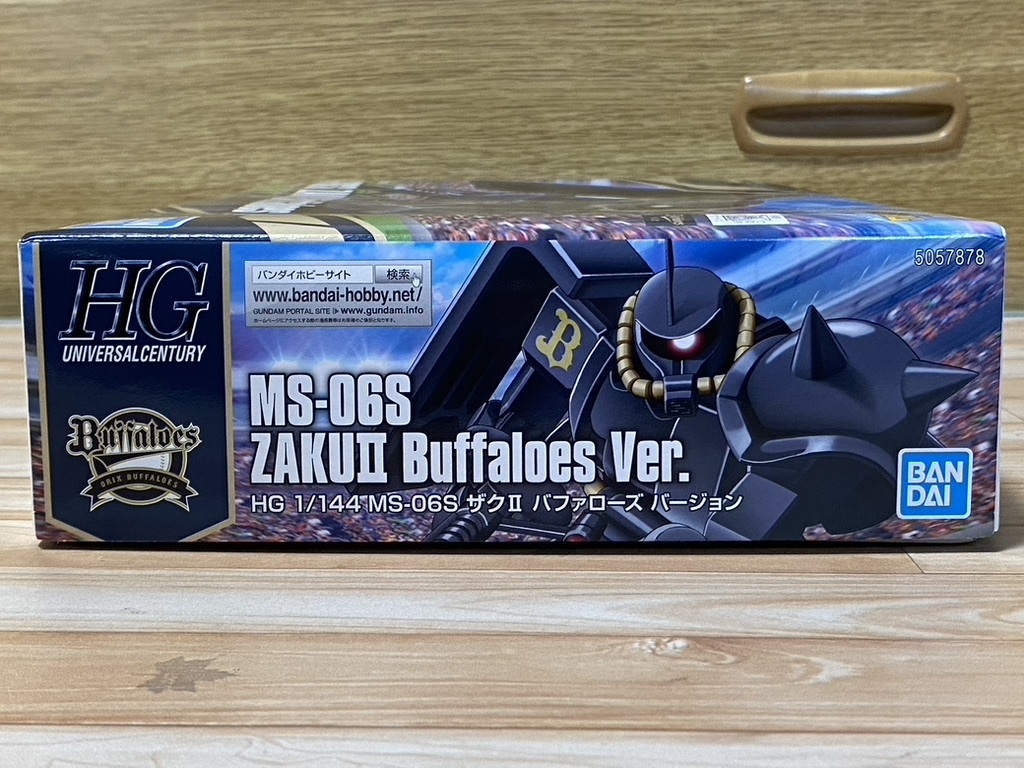 HG
UNIVERSALCENTURY
Buffaloes
ORIX BUFFALOES
バンダイホビーサイト 検索
www.bandai-hobby.net/
GUNDAM PORTAL SITE www.gundam.info
B
MS-06S
ZAKUII Buffaloes Ver.
HG 1/144 MS-06S ザクII バファローズ バージョン
5057878
BAN
DAI